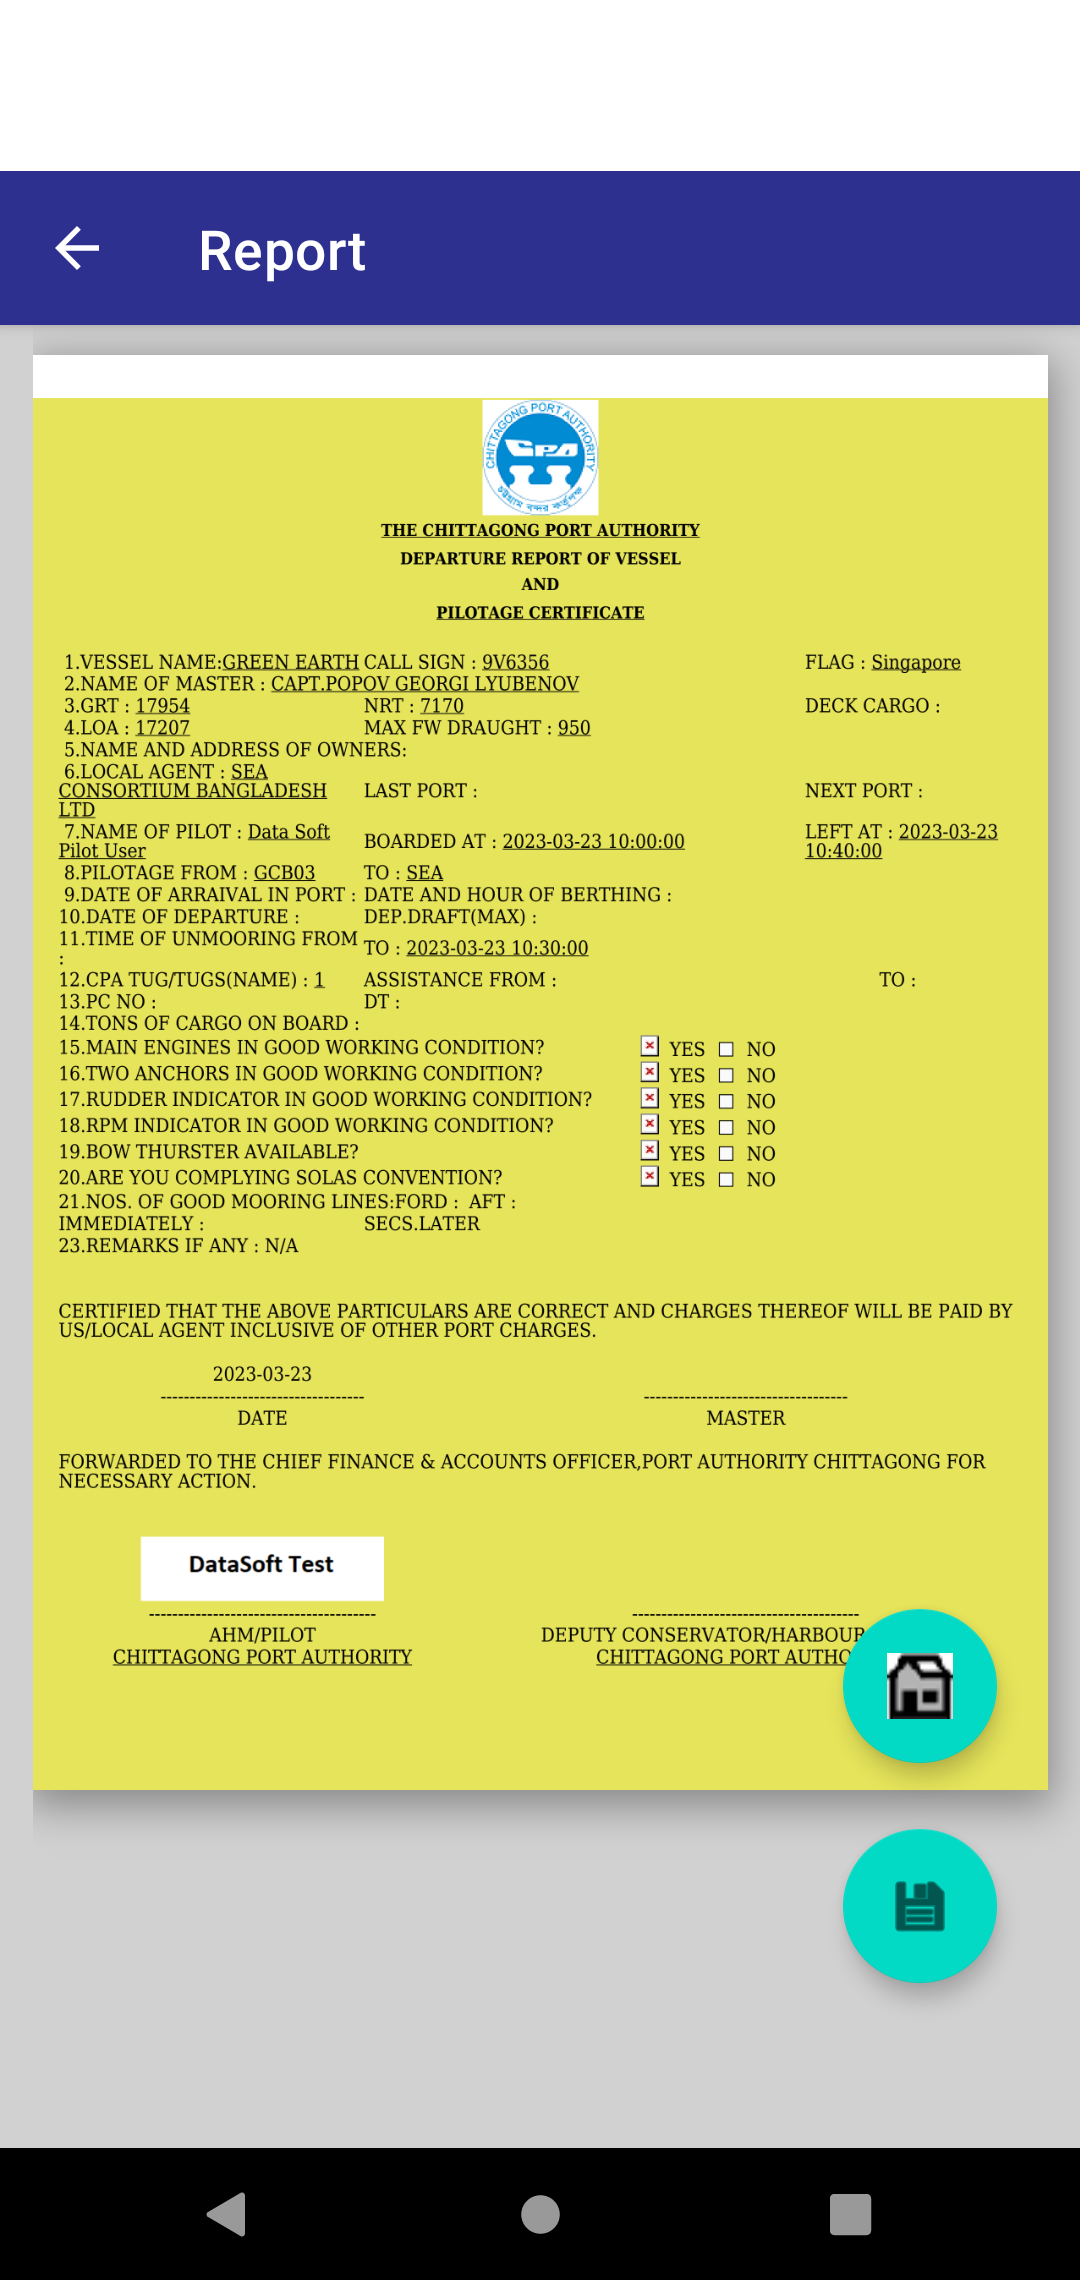 Report
CHITTAGONG PORT AUTHORITY
CPA
চট্টগ্রাম বন্দর কর্তৃপক্ষ
THE CHITTAGONG PORT AUTHORITY
DEPARTURE REPORT OF VESSEL
AND
PILOTAGE CERTIFICATE
1.VESSEL NAME:GREEN EARTH CALL SIGN : 9V6356 FLAG : Singapore
2.NAME OF MASTER : CAPT.POPOV GEORGI LYUBENOV
3.GRT : 17954 NRT : 7170 DECK CARGO :
4.LOA : 17207 MAX FW DRAUGHT : 950
5.NAME AND ADDRESS OF OWNERS:
6.LOCAL AGENT : SEA
CONSORTIUM BANGLADESH LAST PORT : NEXT PORT :
LTD
7.NAME OF PILOT : Data Soft LEFT AT : 2023-03-23
Pilot User BOARDED AT : 2023-03-23 10:00:00 10:40:00
8.PILOTAGE FROM : GCB03 TO : SEA
9.DATE OF ARRAIVAL IN PORT : DATE AND HOUR OF BERTHING :
10.DATE OF DEPARTURE : DEP.DRAFT(MAX) :
11.TIME OF UNMOORING FROM
: TO : 2023-03-23 10:30:00
12.CPA TUG/TUGS(NAME) : 1 ASSISTANCE FROM : TO :
13.PC NO : DT :
14.TONS OF CARGO ON BOARD :
15.MAIN ENGINES IN GOOD WORKING CONDITION? YES NO
16.TWO ANCHORS IN GOOD WORKING CONDITION? YES NO
17.RUDDER INDICATOR IN GOOD WORKING CONDITION? YES NO
18.RPM INDICATOR IN GOOD WORKING CONDITION? YES NO
19.BOW THURSTER AVAILABLE? YES NO
20.ARE YOU COMPLYING SOLAS CONVENTION? YES NO
21.NOS. OF GOOD MOORING LINES:FORD : AFT :
IMMEDIATELY : SECS.LATER
23.REMARKS IF ANY : N/A
CERTIFIED THAT THE ABOVE PARTICULARS ARE CORRECT AND CHARGES THEREOF WILL BE PAID BY
US/LOCAL AGENT INCLUSIVE OF OTHER PORT CHARGES.
2023-03-23
----------------------------------- -----------------------------------
DATE MASTER
FORWARDED TO THE CHIEF FINANCE & ACCOUNTS OFFICER,PORT AUTHORITY CHITTAGONG FOR
NECESSARY ACTION.
DataSoft Test
--------------------------------------- ---------------------------------------
AHM/PILOT DEPUTY CONSERVATOR/HARBOUR
CHITTAGONG PORT AUTHORITY CHITTAGONG PORT AUTHO